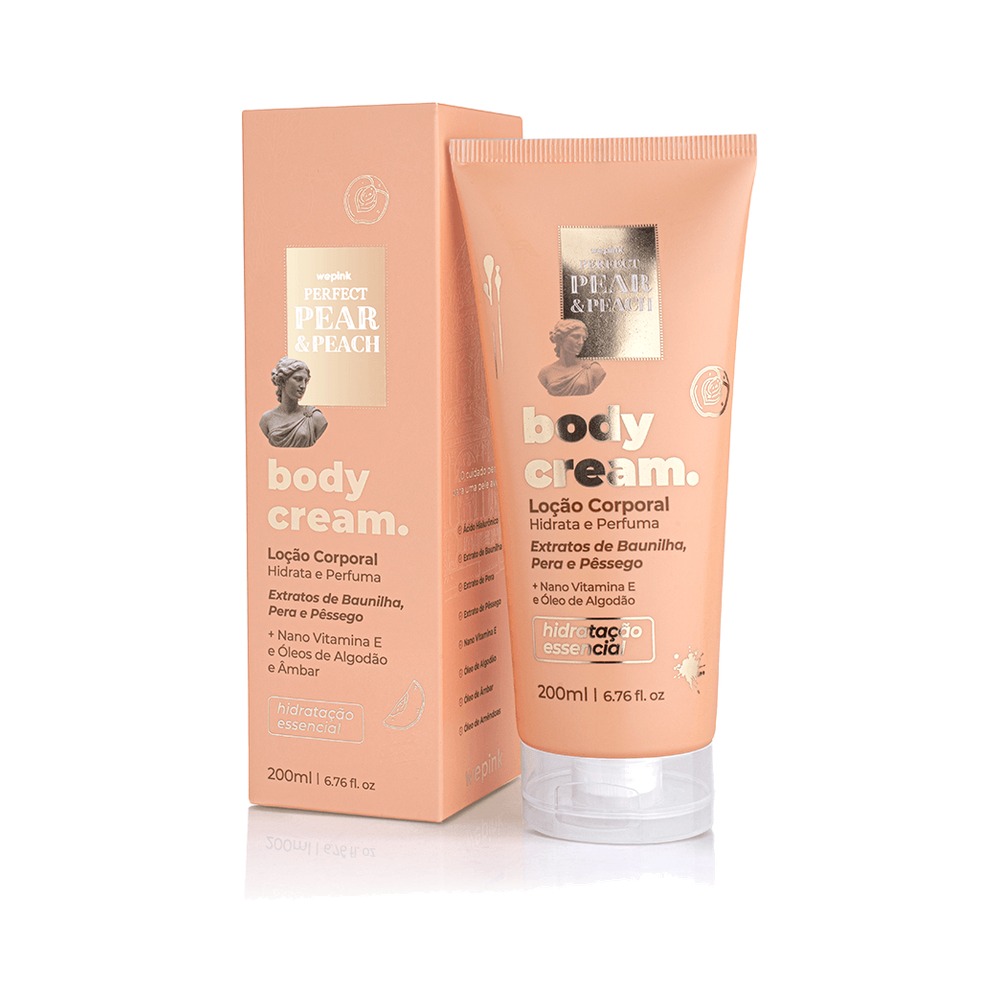 wepink
PERFECT
PEAR
& PEACH
body
cream.
Loção Corporal
Hidrata e Perfuma
Extratos de Baunilha,
Pera e Pêssego
+ Nano Vitamina E
e Óleos de Algodão
e Âmbar
hidratação
essencial
200ml | 6.76 fl. oz
O cuidado
para uma pele
Ácido Hialurônico
Extrato de Baunilha
Extrato de Pera
Extrato de Pêssego
Nano Vitamina E
Óleo de Algodão
Óleo de Âmbar
Óleo de Amêndoas
wepink
wepink
PERFECT
PEAR
& PEACH
body
cream.
Loção Corporal
Hidrata e Perfuma
Extratos de Baunilha,
Pera e Pêssego
+ Nano Vitamina E
e Óleo de Algodão
hidratação
essencial
200ml | 6.76 fl. oz